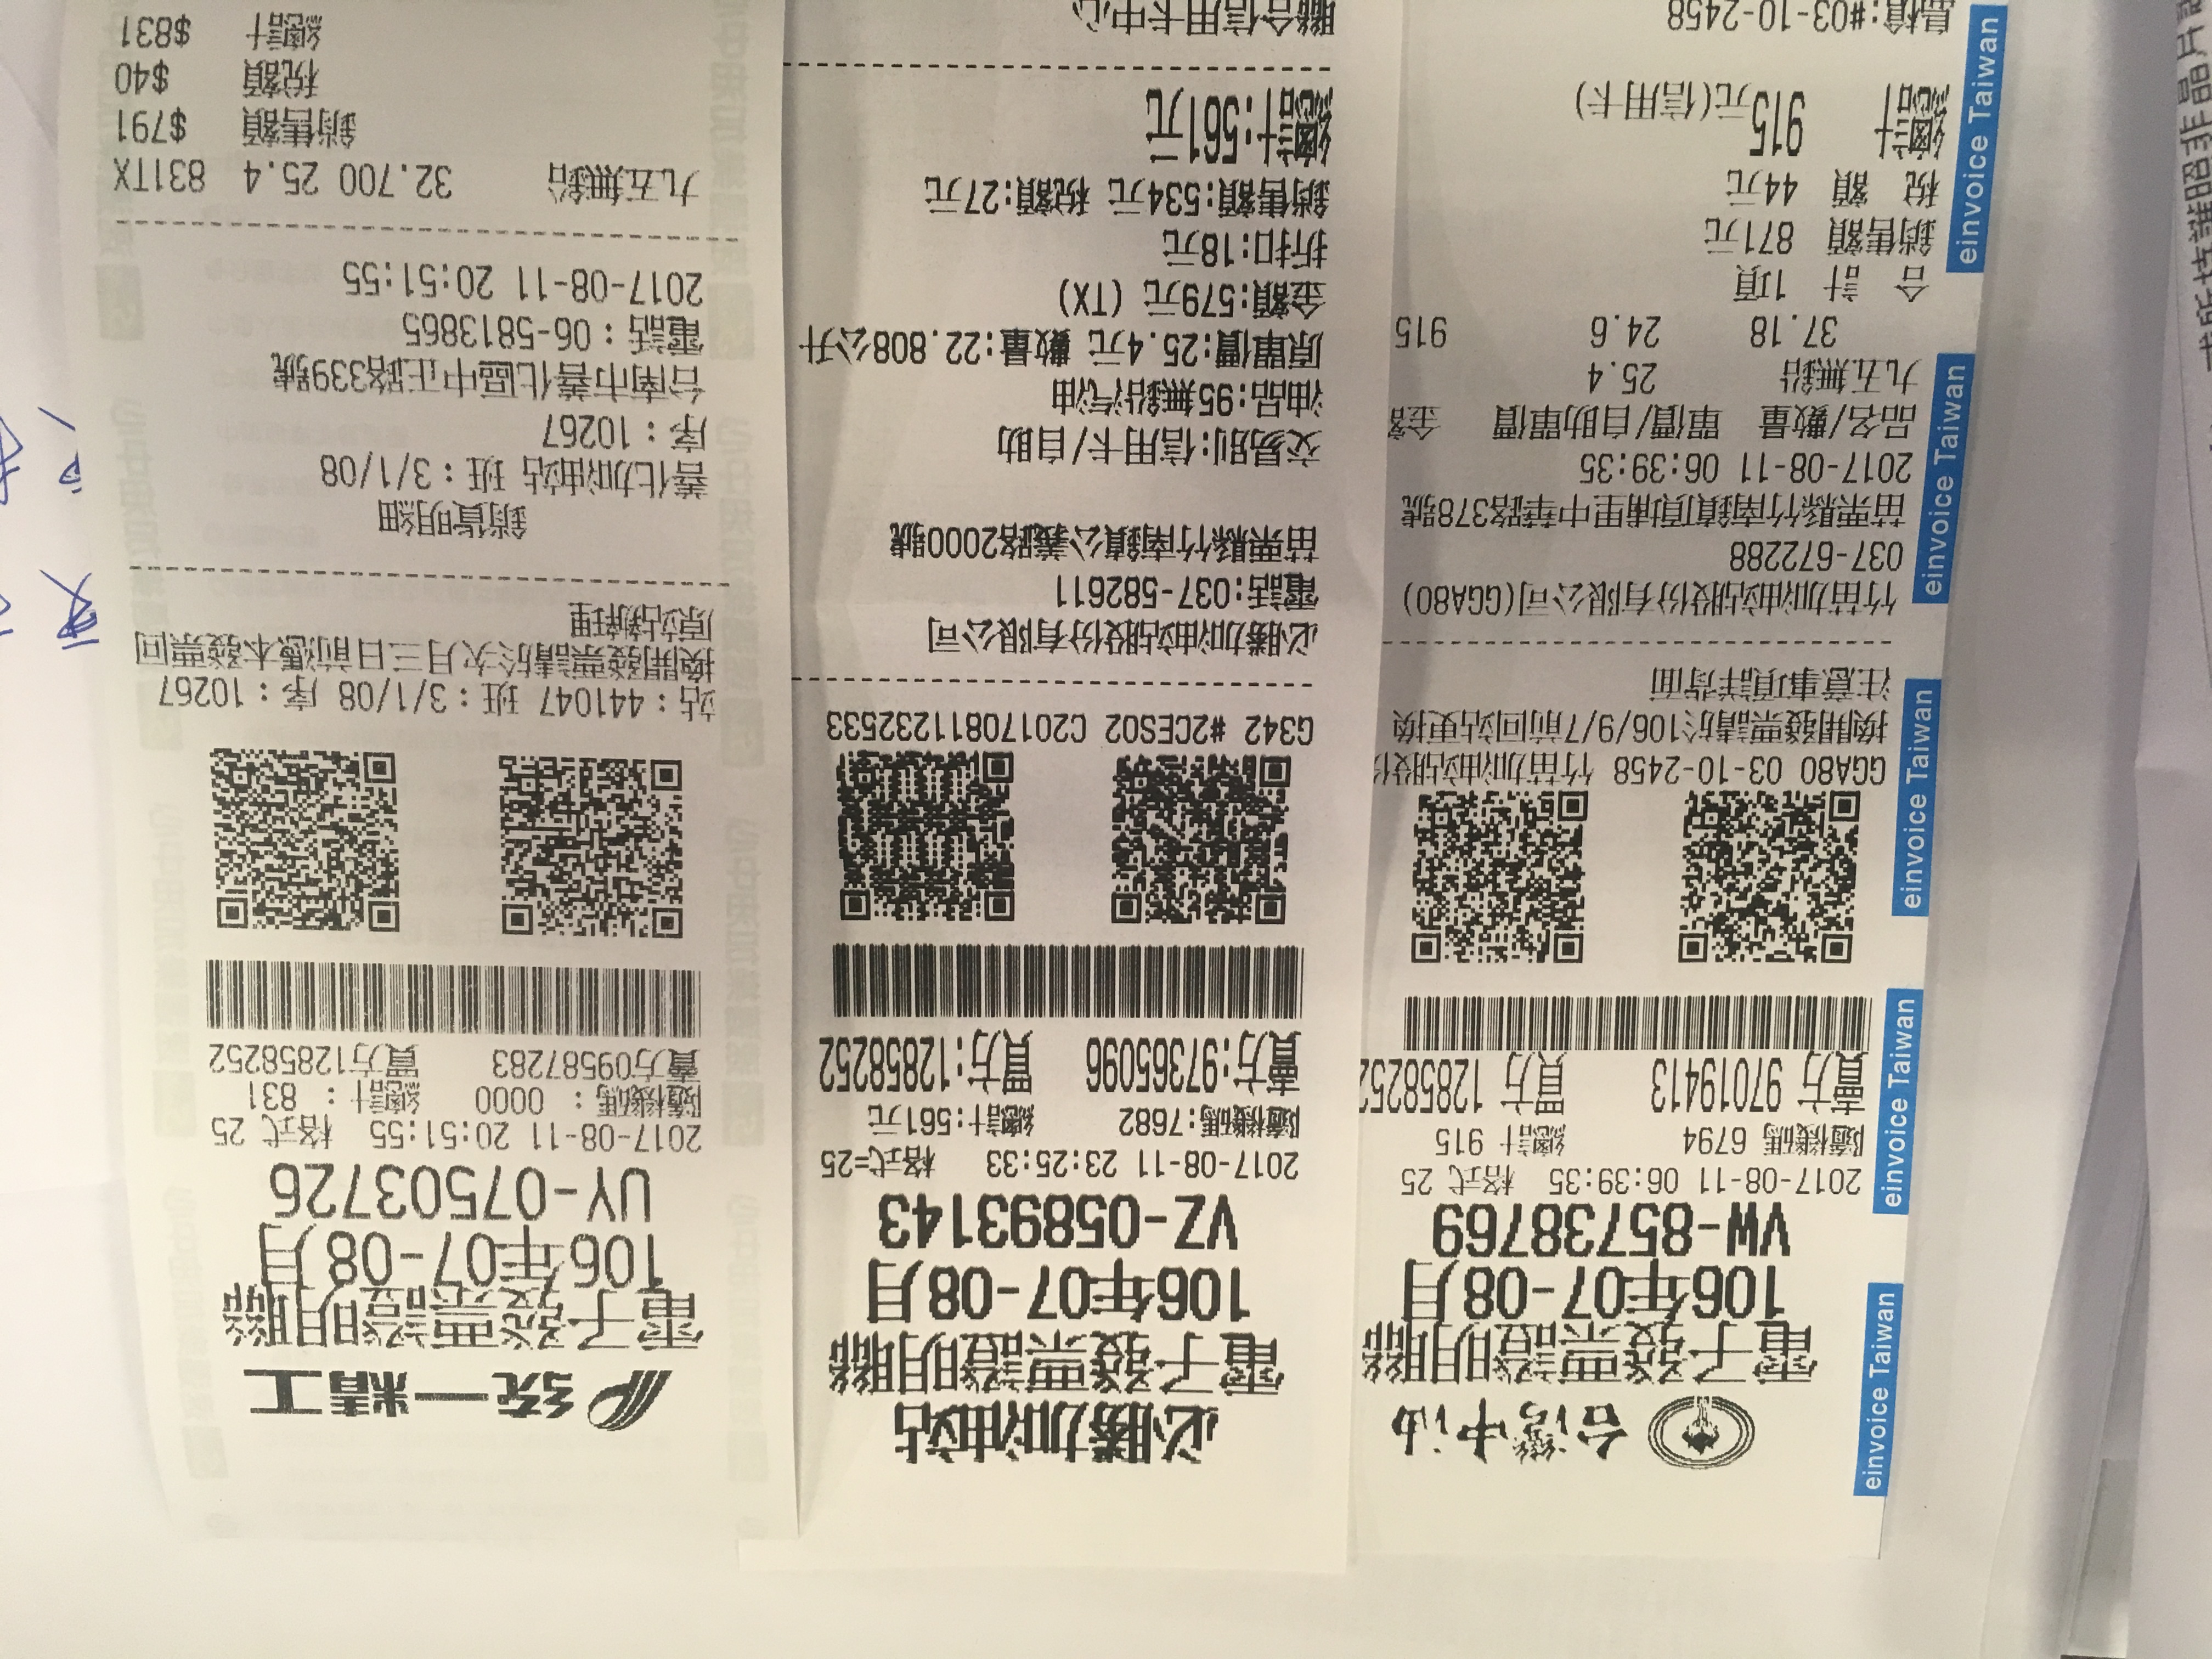 台灣中油
電子發票證明聯
106年07-08月
VW-85738769
2017-08-11 06:39:35 格式 25
隨機碼 6794 總計 915
賣方 97019413 買方 12858252
GGA80 03-10-2458 竹苗加油站股份
換開發票請於106/9/7前回站更換
注意事項詳背面
竹苗加油站股份有限公司(GGA80)
037-672288
苗栗縣竹南鎮頂埔里中華路378號
2017-08-11 06:39:35
品名/數量 單價/自助單價 金額
九五無鉛 25.4
37.18 24.6 915
合 計 1項
銷售額 871元
稅 額 44元
總計 915元(信用卡)
島槍:#03-10-2458
einvoice Taiwan
einvoice Taiwan
einvoice Taiwan
einvoice Taiwan
einvoice Taiwan
必勝加油站
電子發票證明聯
106年07-08月
VZ-05893143
2017-08-11 23:25:33 格式=25
隨機碼:7682 總計:561元
賣方:97365096 買方:12858252
G342 #2CES02 C20170811232533
必勝加油站股份有限公司
電話:037-582611
苗栗縣竹南鎮公義路2000號
交易別:信用卡/自助
油品:95無鉛汽油
原單價:25.4元 數量:22.808公升
金額:579元 (TX)
折扣:18元
銷售額:534元 稅額:27元
總計:561元
聯合信用卡中心
統一精工
電子發票證明聯
106年07-08月
UY-07503726
2017-08-11 20:51:55 格式 25
隨機碼: 0000 總計: 831
賣方09587283 買方12858252
站:441047 班:3/1/08 序:10267
換開發票請於次月三日前憑本發票回
原站辦理
銷貨明細
善化加油站 班:3/1/08
序:10267
台南市善化區中正路339號
電話:06-5813865
2017-08-11 20:51:55
九五無鉛 32.700 25.4 831TX
銷售額 $791
稅額 $40
總計 $831